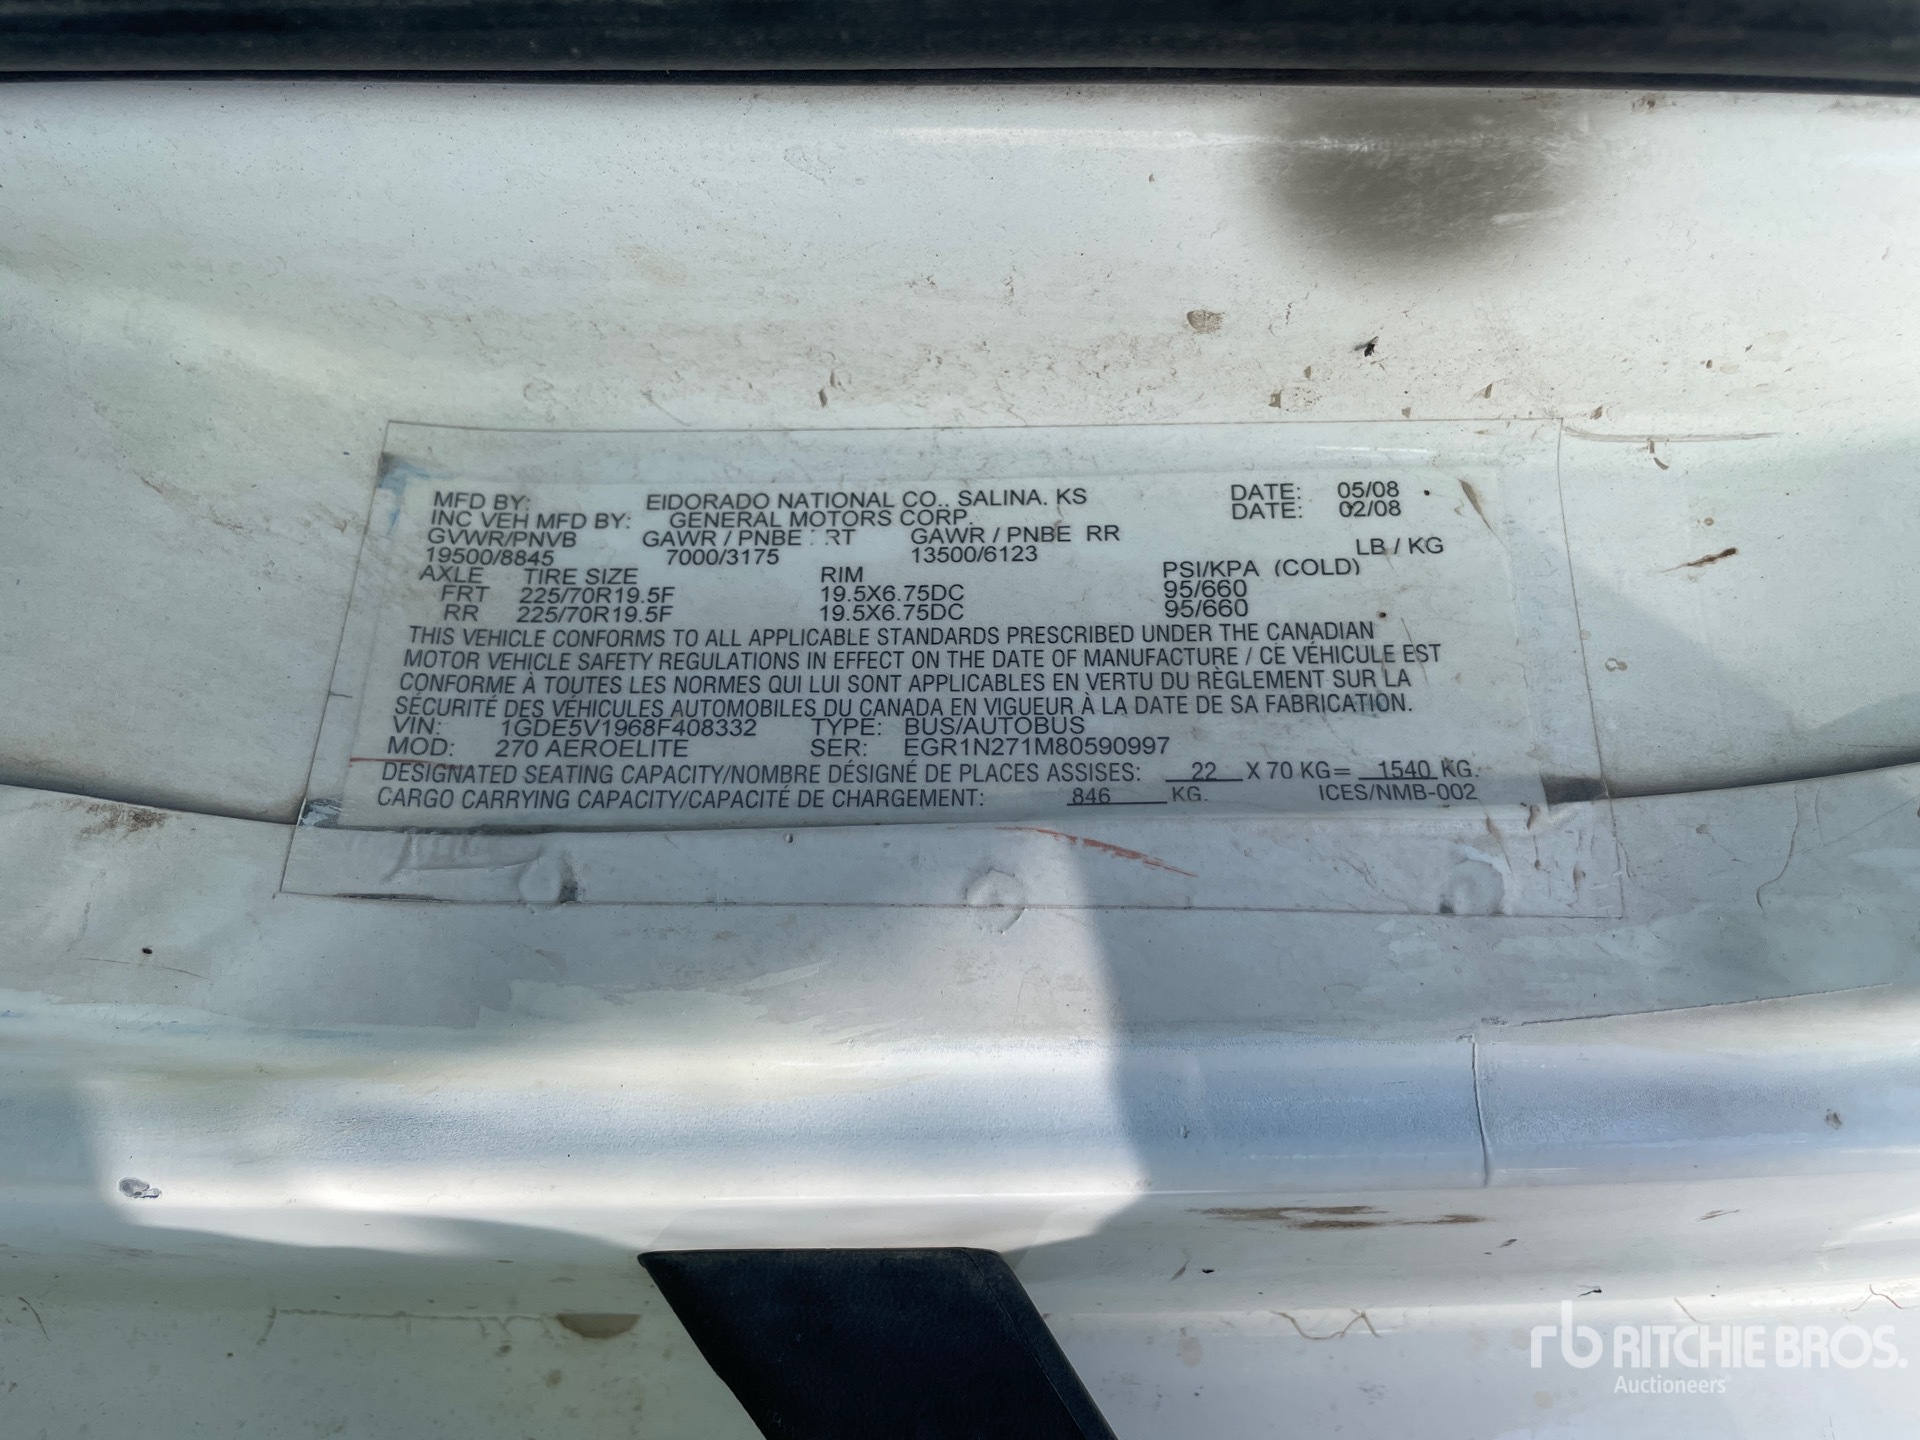 MFD BY: ElDORADO NATIONAL CO., SALINA. KS DATE: 05/08
INC VEH MFD BY: GENERAL MOTORS CORP. DATE: 02/08
GVWR/PNVB GAWR / PNBE RT GAWR / PNBE RR
19500/8845 7000/3175 13500/6123 LB / KG
AXLE TIRE SIZE RIM PSI/KPA (COLD)
FRT 225/70R19.5F 19.5X6.75DC 95/660
RR 225/70R19.5F 19.5X6.75DC 95/660
THIS VEHICLE CONFORMS TO ALL APPLICABLE STANDARDS PRESCRIBED UNDER THE CANADIAN
MOTOR VEHICLE SAFETY REGULATIONS IN EFFECT ON THE DATE OF MANUFACTURE / CE VÉHICULE EST
CONFORME À TOUTES LES NORMES QUI LUI SONT APPLICABLES EN VERTU DU RÈGLEMENT SUR LA
SÉCURITÉ DES VÉHICULES AUTOMOBILES DU CANADA EN VIGUEUR À LA DATE DE SA FABRICATION.
VIN: 1GDE5V1968F408332 TYPE: BUS/AUTOBUS
MOD: 270 AEROELITE SER: EGR1N271M80590997
DESIGNATED SEATING CAPACITY/NOMBRE DÉSIGNÉ DE PLACES ASSISES: 22 X 70 KG= 1540 KG.
CARGO CARRYING CAPACITY/CAPACITÉ DE CHARGEMENT: 846 KG. ICES/NMB-002
rb RITCHIE BROS.
Auctioneers